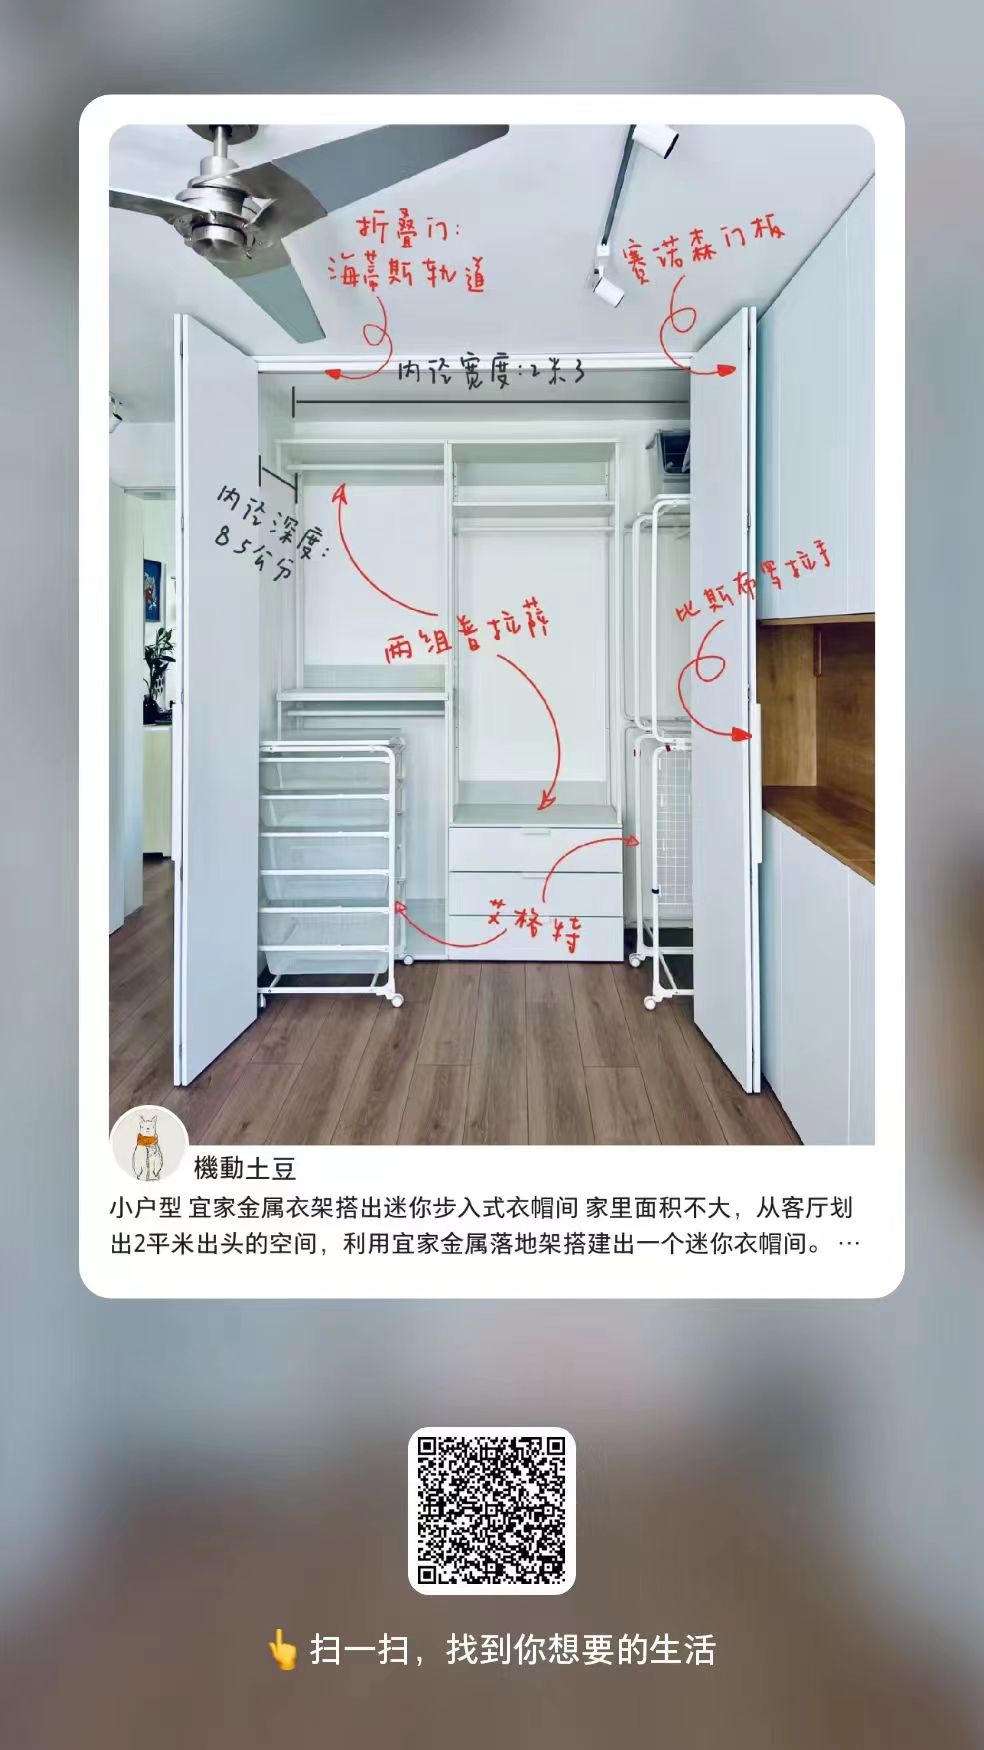 折叠门：
海蒂斯轨道
赛诺森门板
内径宽度：2米3
内径深度：
85公分
比斯布罗拉手
两组普拉萨
艾格特
機動土豆
小户型 宜家金属衣架搭出迷你步入式衣帽间 家里面积不大，从客厅划
出2平米出头的空间，利用宜家金属落地架搭建出一个迷你衣帽间。 …
扫一扫，找到你想要的生活